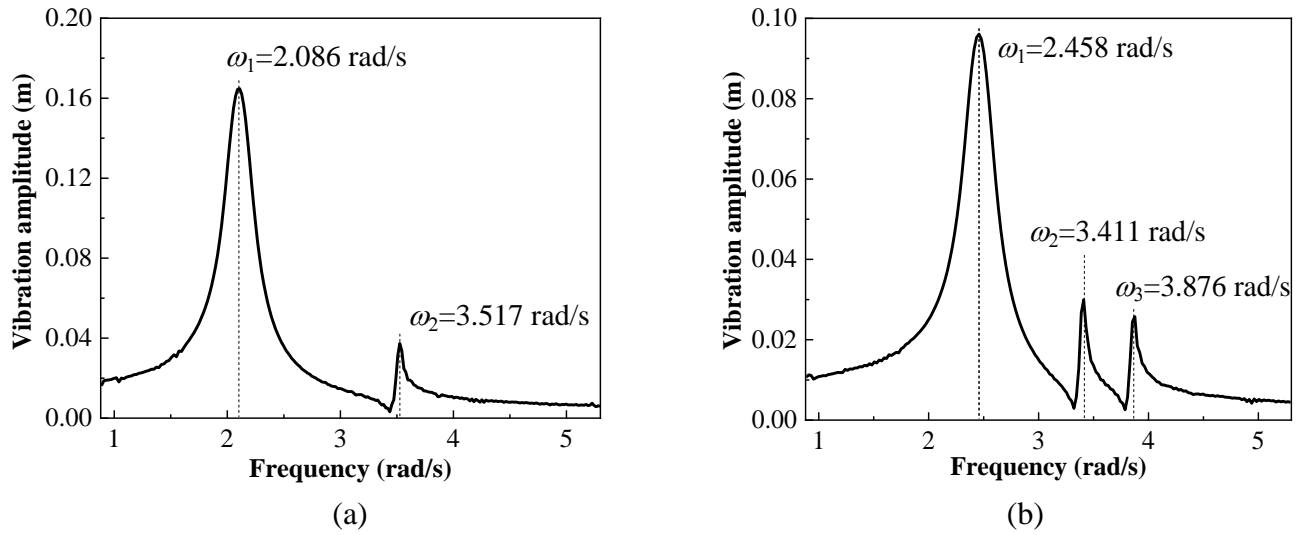 0.20
0.16
0.12
0.08
0.04
0.00
Vibration amplitude (m)
ω₁=2.086 rad/s
ω₂=3.517 rad/s
1 2 3 4 5
Frequency (rad/s)
(a)
0.10
0.08
0.06
0.04
0.02
0.00
Vibration amplitude (m)
ω₁=2.458 rad/s
ω₂=3.411 rad/s
ω₃=3.876 rad/s
1 2 3 4 5
Frequency (rad/s)
(b)